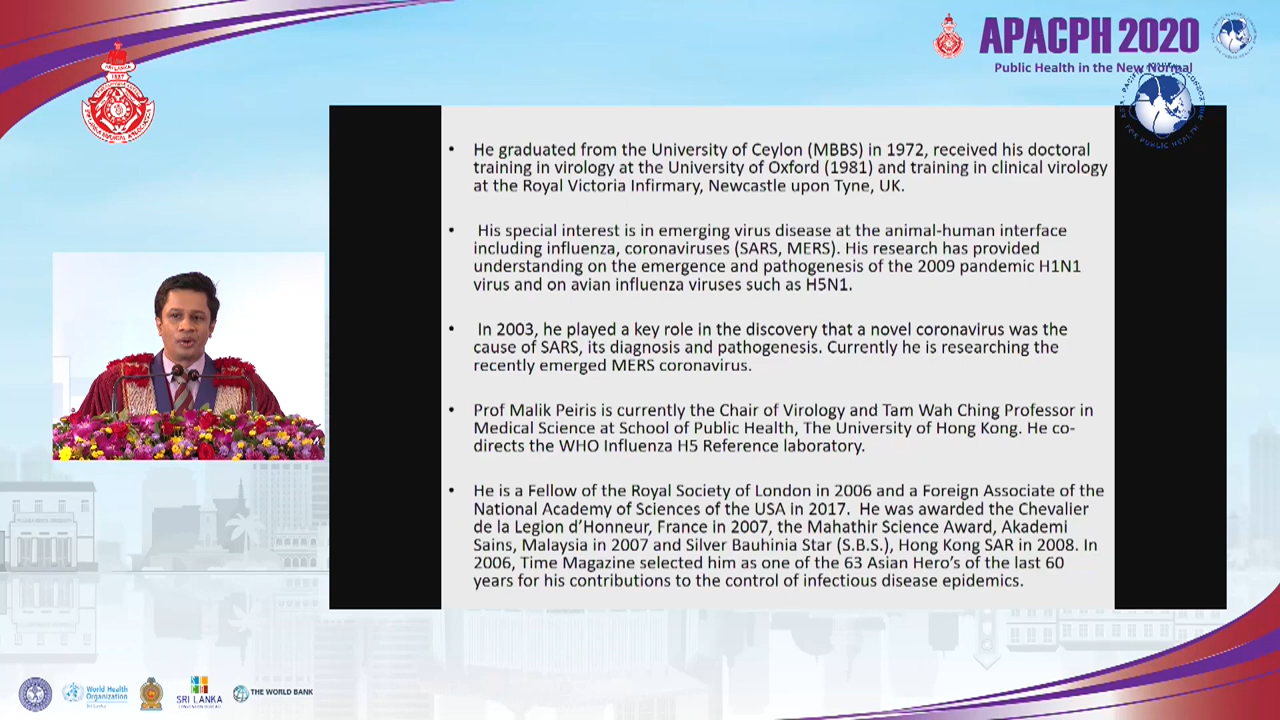 APACPH 2020
Public Health in the New Normal
SRI LANKA
1887
FOR PUBLIC HEALTH
• He graduated from the University of Ceylon (MBBS) in 1972, received his doctoral
training in virology at the University of Oxford (1981) and training in clinical virology
at the Royal Victoria Infirmary, Newcastle upon Tyne, UK.
• His special interest is in emerging virus disease at the animal-human interface
including influenza, coronaviruses (SARS, MERS). His research has provided
understanding on the emergence and pathogenesis of the 2009 pandemic H1N1
virus and on avian influenza viruses such as H5N1.
• In 2003, he played a key role in the discovery that a novel coronavirus was the
cause of SARS, its diagnosis and pathogenesis. Currently he is researching the
recently emerged MERS coronavirus.
• Prof Malik Peiris is currently the Chair of Virology and Tam Wah Ching Professor in
Medical Science at School of Public Health, The University of Hong Kong. He co-
directs the WHO Influenza H5 Reference laboratory.
• He is a Fellow of the Royal Society of London in 2006 and a Foreign Associate of the
National Academy of Sciences of the USA in 2017.  He was awarded the Chevalier
de la Legion d’Honneur, France in 2007, the Mahathir Science Award, Akademi
Sains, Malaysia in 2007 and Silver Bauhinia Star (S.B.S.), Hong Kong SAR in 2008. In
2006, Time Magazine selected him as one of the 63 Asian Hero’s of the last 60
years for his contributions to the control of infectious disease epidemics.
World Health
Organization
Sri Lanka
SRI LANKA
CONVENTION BUREAU
THE WORLD BANK